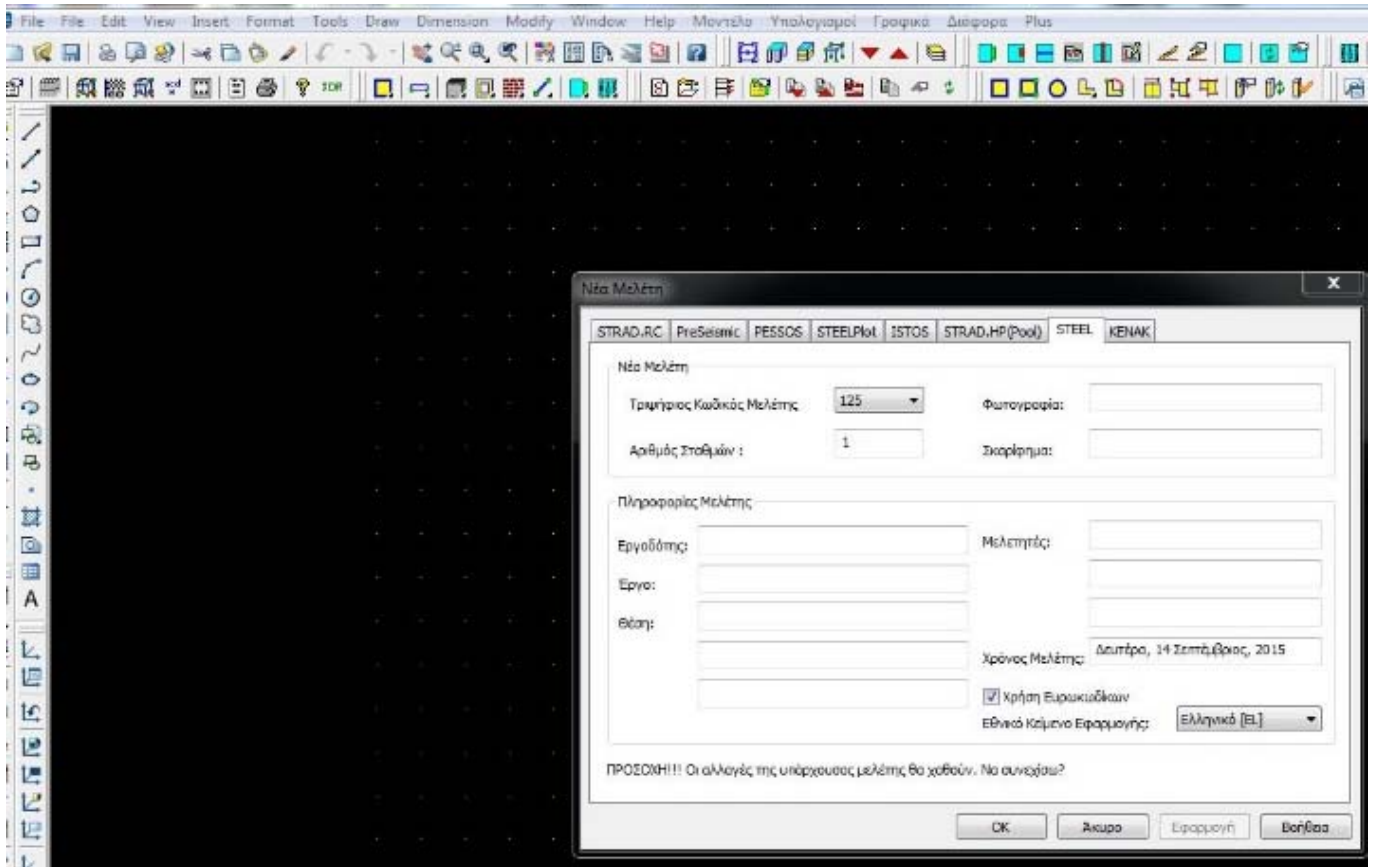 File File Edit View Insert Format Tools Draw Dimension Modify Window Help Μοντέλο Υπολογισμοί Γραφικά Διάφορα Plus
Νέα Μελέτη
STRAD.RC PreSeismic PESSOS STEELPlot ISTOS STRAD.HP(Pool) STEEL KENAK
Νέα Μελέτη
Τριψήφιος Κωδικός Μελέτης 125 Φωτογραφία:
Αριθμός Σταθμών : 1 Σκαρίφημα:
Πληροφορίες Μελέτης
Εργοδότης: Μελετητές:
Έργο:
Θέση:
Χρόνος Μελέτης: Δευτέρα, 14 Σεπτέμβριος, 2015
Χρήση Ευρωκωδίκων
Εθνικό Κείμενο Εφαρμογής: Ελληνικό [EL]
ΠΡΟΣΟΧΗ!!! Οι αλλαγές της υπάρχουσας μελέτης θα χαθούν. Να συνεχίσω?
OK Άκυρο Εφαρμογή Βοήθεια
A